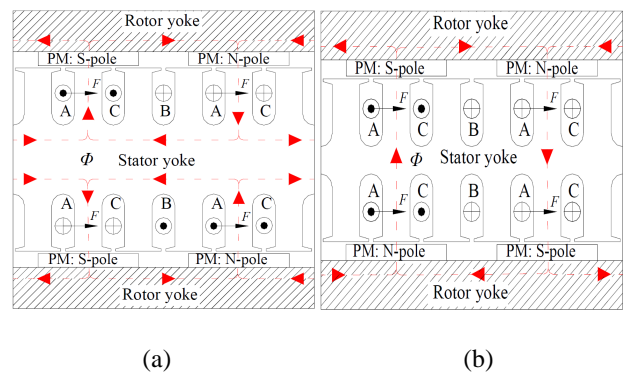 Rotor yoke
PM: S-pole PM: N-pole
F F
A C B A C
Φ Stator yoke
A C B A C
F F
PM: S-pole PM: N-pole
Rotor yoke
(a)
Rotor yoke
PM: S-pole PM: N-pole
F F
A C B A C
Φ Stator yoke
A C B A C
F F
PM: N-pole PM: S-pole
Rotor yoke
(b)